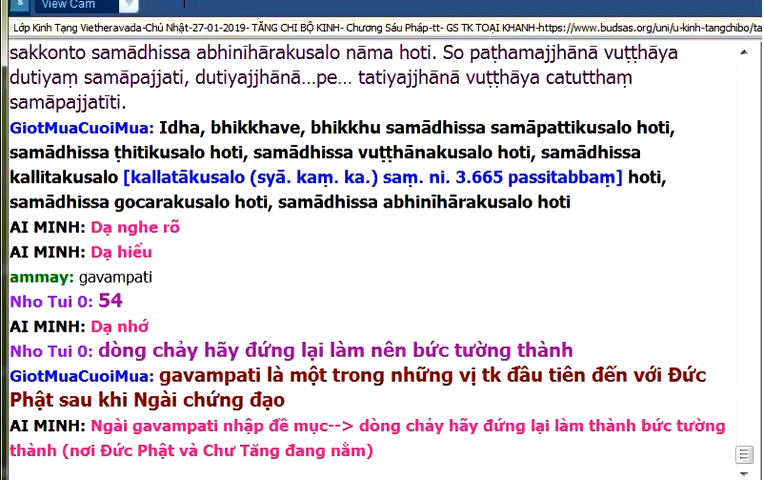 View Cam
Lớp Kinh Tạng Vietheravada-Chú Nhật-27-01-2019- TĂNG CHI BỘ KINH- Chương Sáu Pháp-tt- GS TK TOẠI KHANH-https://www.budsas.org/uni/u-kinh-tangchibo/ta
sakkonto samādhissa abhinīhārakusalo nāma hoti. So paṭhamajjhānā vuṭṭhāya
dutiyaṃ samāpajjati, dutiyajjhānā…pe… tatiyajjhānā vuṭṭhāya catutthaṃ
samāpajjatīti.
GiotMuaCuoiMua: Idha, bhikkhave, bhikkhu samādhissa samāpattikusalo hoti,
samādhissa ṭhitikusalo hoti, samādhissa vuṭṭhānakusalo hoti, samādhissa
kallitakusalo [kallatākusalo (syā. kaṃ. ka.) saṃ. ni. 3.665 passitabbaṃ] hoti,
samādhissa gocarakusalo hoti, samādhissa abhinīhārakusalo hoti
AI MINH: Dạ nghe rõ
AI MINH: Dạ hiểu
ammay: gavampati
Nho Tui 0: 54
AI MINH: Dạ nhớ
Nho Tui 0: dòng chảy hãy đứng lại làm nên bức tường thành
GiotMuaCuoiMua: gavampati là một trong những vị tk đầu tiên đến với Đức
Phật sau khi Ngài chứng đạo
AI MINH: Ngài gavampati nhập đề mục--> dòng chảy hãy đứng lại làm thành bức tường
thành (nơi Đức Phật và Chư Tăng đang nằm)